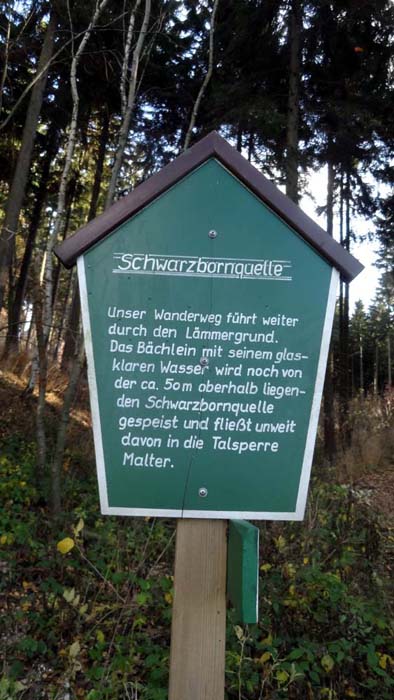 Schwarzbornquelle
Unser Wanderweg führt weiter
durch den Lämmergrund.
Das Bächlein mit seinem glas-
klaren Wasser wird noch von
der ca. 50m oberhalb liegen-
den Schwarzbornquelle
gespeist und fließt unweit
davon in die Talsperre
Malter.